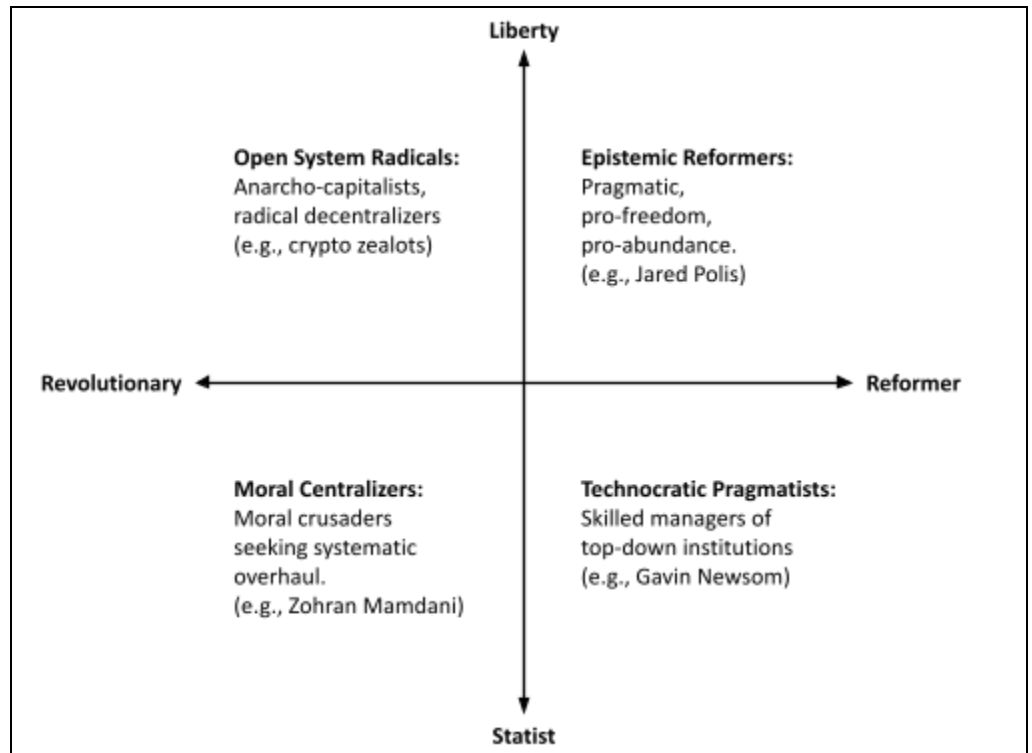 Liberty
Open System Radicals:
Anarcho-capitalists,
radical decentralizers
(e.g., crypto zealots)
Epistemic Reformers:
Pragmatic,
pro-freedom,
pro-abundance.
(e.g., Jared Polis)
Revolutionary
Reformer
Moral Centralizers:
Moral crusaders
seeking systematic
overhaul.
(e.g., Zohran Mamdani)
Technocratic Pragmatists:
Skilled managers of
top-down institutions
(e.g., Gavin Newsom)
Statist